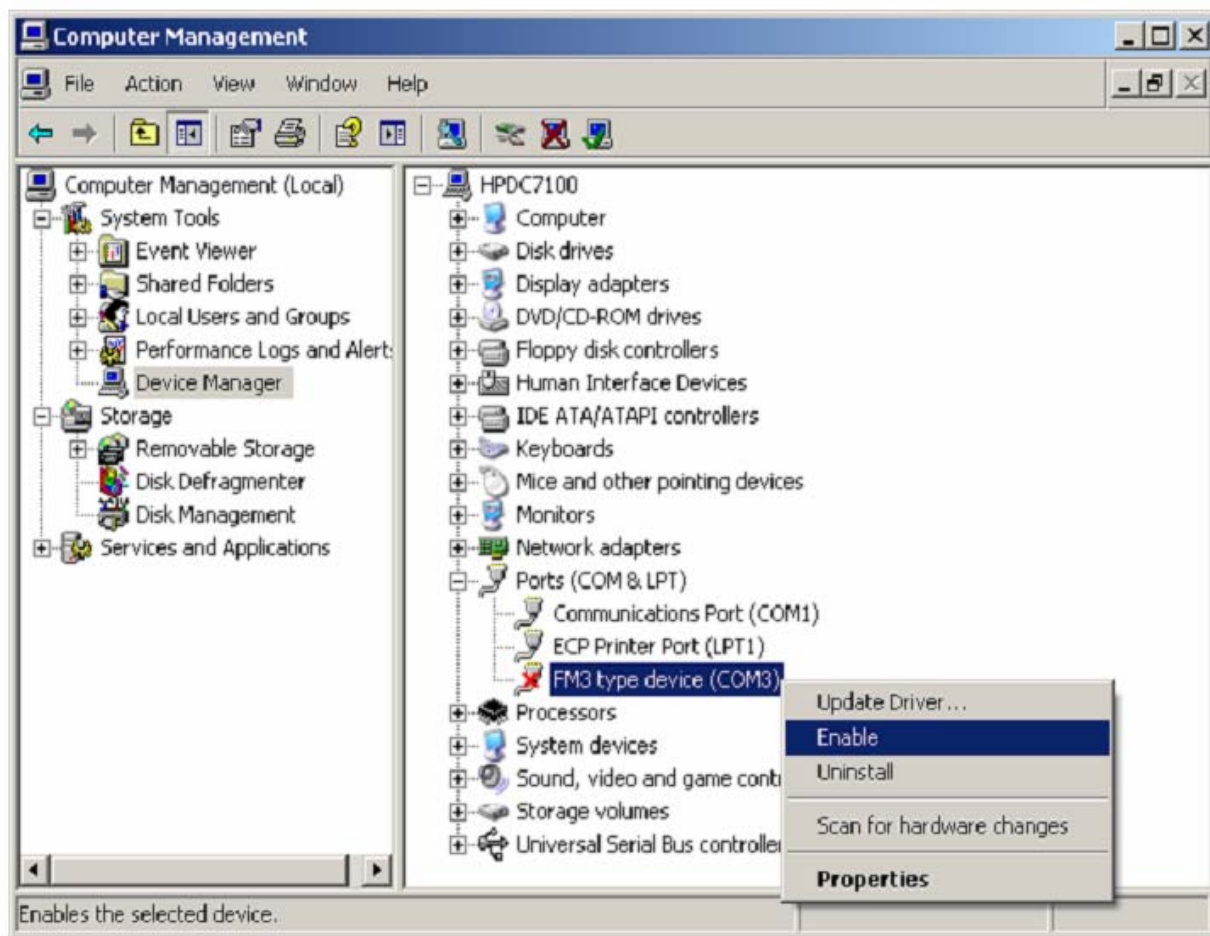 Computer Management
File Action View Window Help
Computer Management (Local)
System Tools
Event Viewer
Shared Folders
Local Users and Groups
Performance Logs and Alert
Device Manager
Storage
Removable Storage
Disk Defragmenter
Disk Management
Services and Applications
HPDC7100
Computer
Disk drives
Display adapters
DVD/CD-ROM drives
Floppy disk controllers
Human Interface Devices
IDE ATA/ATAPI controllers
Keyboards
Mice and other pointing devices
Monitors
Network adapters
Ports (COM & LPT)
Communications Port (COM1)
ECP Printer Port (LPT1)
FM3 type device (COM3)
Processors
System devices
Sound, video and game cont
Storage volumes
Universal Serial Bus controlle
Update Driver...
Enable
Uninstall
Scan for hardware changes
Properties
Enables the selected device.